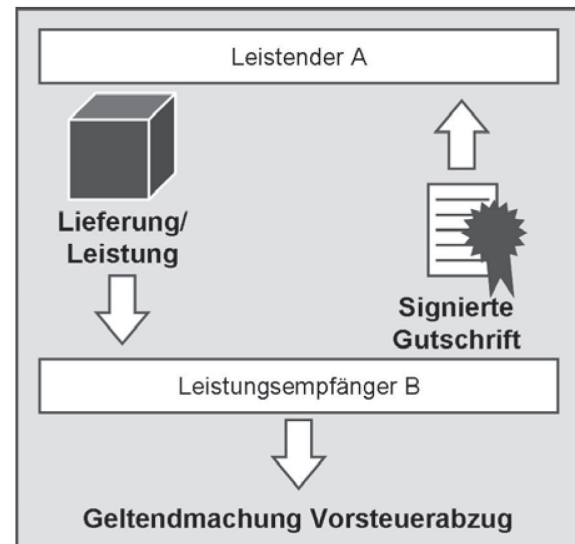 Leistender A
Lieferung/
Leistung
Signierte
Gutschrift
Leistungsempfänger B
Geltendmachung Vorsteuerabzug